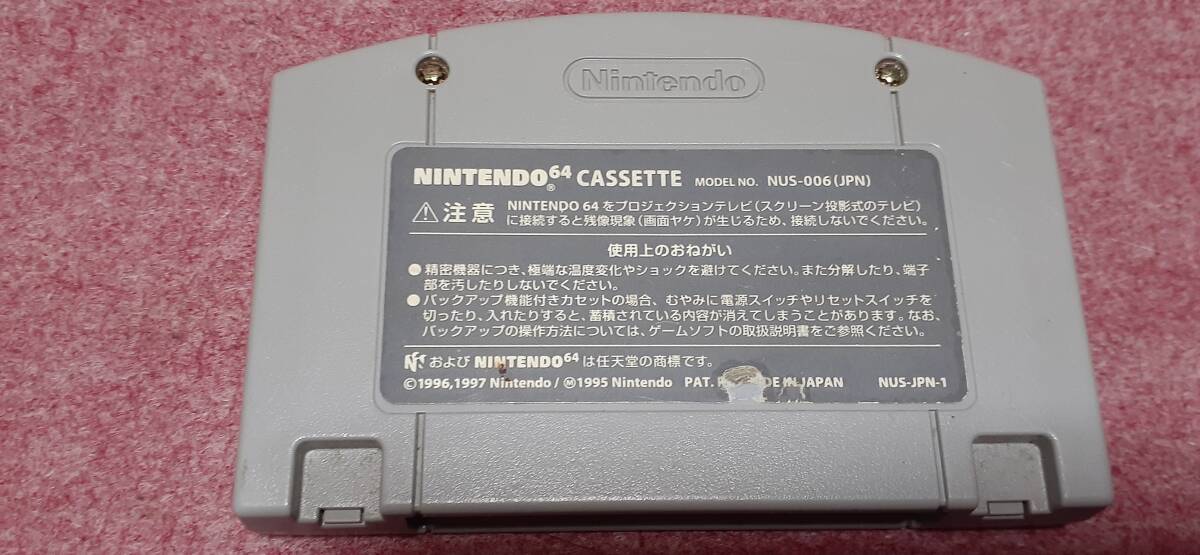 Nintendo
NINTENDO64® CASSETTE MODEL NO. NUS-006(JPN)
⚠注意 NINTENDO 64をプロジェクションテレビ(スクリーン投影式のテレビ)
に接続すると残像現象(画面ヤケ)が生じるため、接続しないでください。
使用上のおねがい
●精密機器につき、極端な温度変化やショックを避けてください。また分解したり、端子
部を汚したりしないでください。
●バックアップ機能付きカセットの場合、むやみに電源スイッチやリセットスイッチを
切ったり、入れたりすると、蓄積されている内容が消えてしまうことがあります。なお、
バックアップの操作方法については、ゲームソフトの取扱説明書をご参照ください。
および NINTENDO64 は任天堂の商標です。
©1996,1997 Nintendo / Ⓜ1995 Nintendo PAT. IN JAPAN NUS-JPN-1